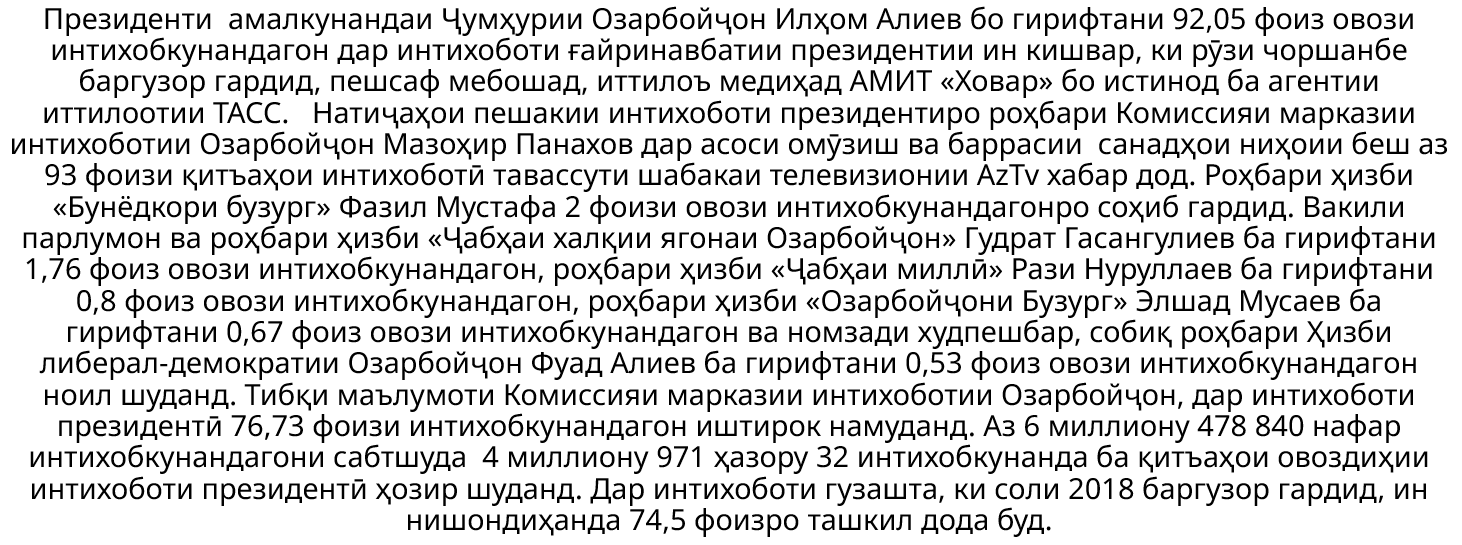 Президенти  амалкунандаи Ҷумҳурии Озарбойҷон Илҳом Алиев бо гирифтани 92,05 фоиз овози
интихобкунандагон дар интихоботи ғайринавбатии президентии ин кишвар, ки рӯзи чоршанбе
баргузор гардид, пешсаф мебошад, иттилоъ медиҳад АМИТ «Ховар» бо истинод ба агентии
иттилоотии ТАСС.   Натиҷаҳои пешакии интихоботи президентиро роҳбари Комиссияи марказии
интихоботии Озарбойҷон Мазоҳир Панахов дар асоси омӯзиш ва баррасии  санадҳои ниҳоии беш аз
93 фоизи қитъаҳои интихоботӣ тавассути шабакаи телевизионии AzTv хабар дод. Роҳбари ҳизби
«Бунёдкори бузург» Фазил Мустафа 2 фоизи овози интихобкунандагонро соҳиб гардид. Вакили
парлумон ва роҳбари ҳизби «Ҷабҳаи халқии ягонаи Озарбойҷон» Гудрат Гасангулиев ба гирифтани
1,76 фоиз овози интихобкунандагон, роҳбари ҳизби «Ҷабҳаи миллӣ» Рази Нуруллаев ба гирифтани
0,8 фоиз овози интихобкунандагон, роҳбари ҳизби «Озарбойҷони Бузург» Элшад Мусаев ба
гирифтани 0,67 фоиз овози интихобкунандагон ва номзади худпешбар, собиқ роҳбари Ҳизби
либерал-демократии Озарбойҷон Фуад Алиев ба гирифтани 0,53 фоиз овози интихобкунандагон
ноил шуданд. Тибқи маълумоти Комиссияи марказии интихоботии Озарбойҷон, дар интихоботи
президентӣ 76,73 фоизи интихобкунандагон иштирок намуданд. Аз 6 миллиону 478 840 нафар
интихобкунандагони сабтшуда  4 миллиону 971 ҳазору 32 интихобкунанда ба қитъаҳои овоздиҳии
интихоботи президентӣ ҳозир шуданд. Дар интихоботи гузашта, ки соли 2018 баргузор гардид, ин
нишондиҳанда 74,5 фоизро ташкил дода буд.